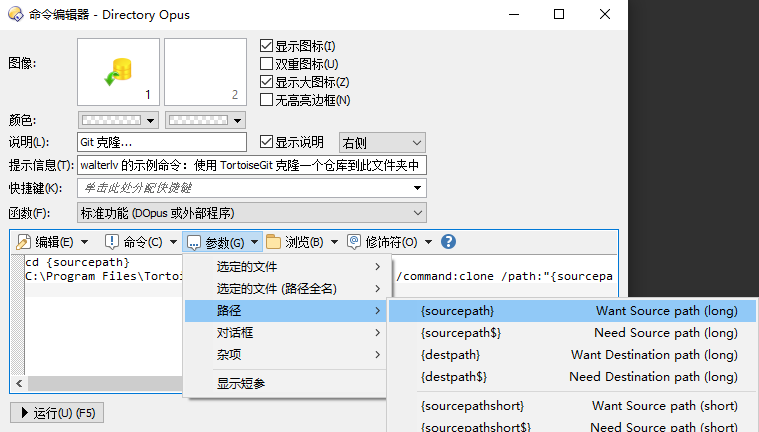 命令编辑器 - Directory Opus
图像:
1
2
显示图标(I)
双重图标(U)
显示大图标(Z)
无高亮边框(N)
颜色:
说明(L):
Git 克隆...
显示说明
右侧
提示信息(T):
walterlv 的示例命令：使用 TortoiseGit 克隆一个仓库到此文件夹中
快捷键(K):
单击此处分配快捷键
函数(F):
标准功能 (DOpus 或外部程序)
编辑(E)
命令(C)
参数(G)
浏览(B)
修饰符(O)
cd {sourcepath}
C:\Program Files\Tortoi
/command:clone /path:"{sourcepa
选定的文件
选定的文件 (路径全名)
路径
对话框
杂项
显示短参
{sourcepath} Want Source path (long)
{sourcepath$} Need Source path (long)
{destpath} Want Destination path (long)
{destpath$} Need Destination path (long)
{sourcepathshort} Want Source path (short)
{sourcepathshort$} Need Source path (short)
运行(U) (F5)